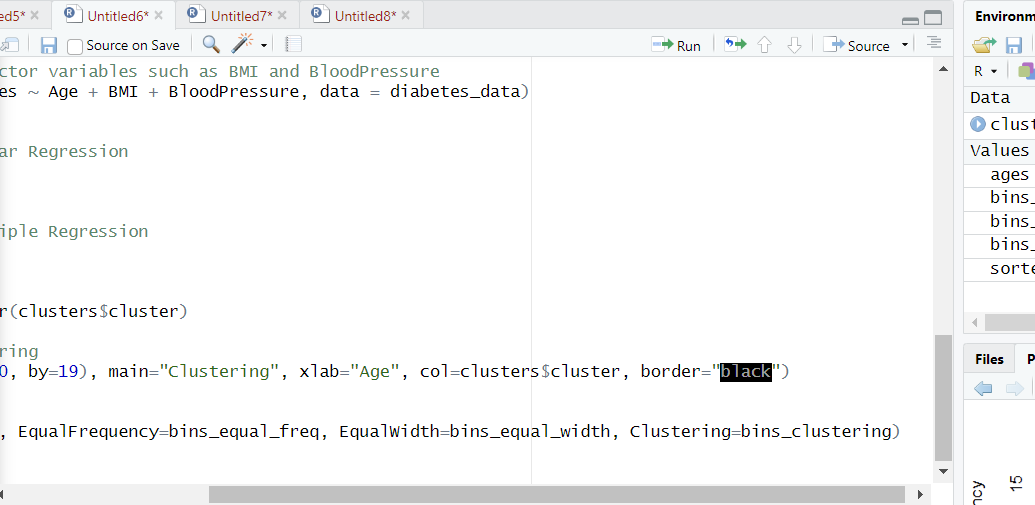 ed5*
Untitled6*
Untitled7*
Untitled8*
Source on Save
Run
Source
ctor variables such as BMI and BloodPressure
es ~ Age + BMI + BloodPressure, data = diabetes_data)
ar Regression
iple Regression
r(clusters$cluster)
ring
0, by=19), main="Clustering", xlab="Age", col=clusters$cluster, border="black")
, EqualFrequency=bins_equal_freq, EqualWidth=bins_equal_width, Clustering=bins_clustering)
Environm
R
Data
clust
Values
ages
bins_
bins_
bins_
sorte
Files
P
ncy
15